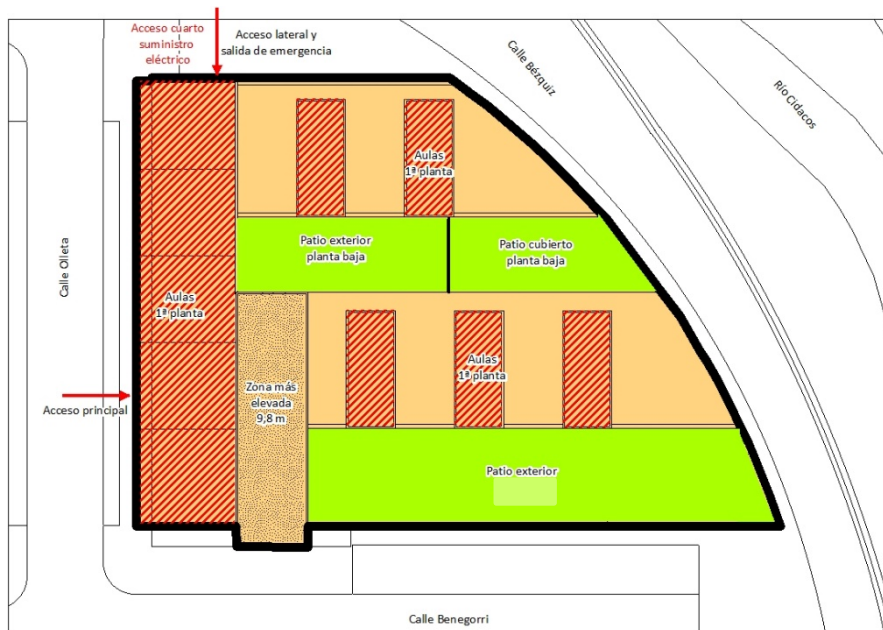 Acceso cuarto
suministro
eléctrico
Acceso lateral y
salida de emergencia
Calle Bézquiz
Río Cidacos
Aulas
1ª planta
Patio exterior
planta baja
Patio cubierto
planta baja
Calle Olleta
Aulas
1ª planta
Aulas
1ª planta
Zona más
elevada
9,8 m
Acceso principal
Patio exterior
Calle Benegorri